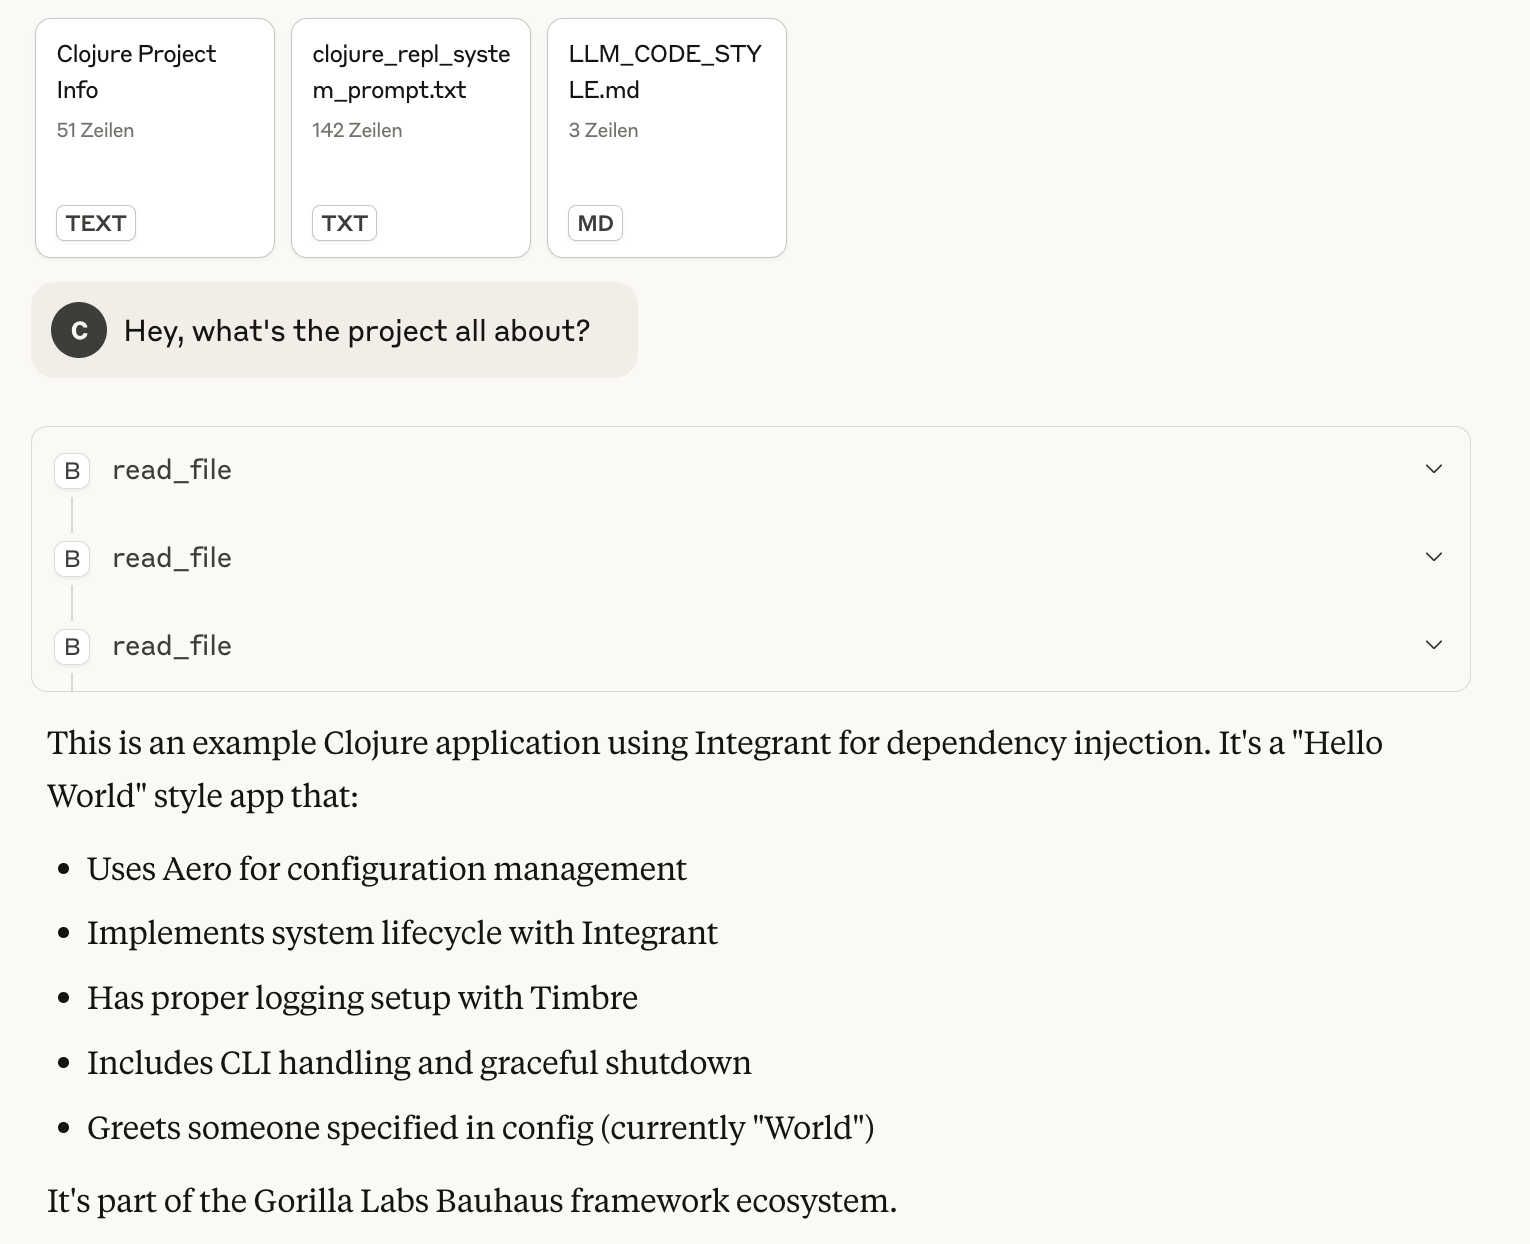 Clojure Project
Info
51 Zeilen
TEXT
clojure_repl_syste
m_prompt.txt
142 Zeilen
TXT
LLM_CODE_STY
LE.md
3 Zeilen
MD
C
Hey, what's the project all about?
B read_file
B read_file
B read_file
This is an example Clojure application using Integrant for dependency injection. It's a "Hello
World" style app that:
• Uses Aero for configuration management
• Implements system lifecycle with Integrant
• Has proper logging setup with Timbre
• Includes CLI handling and graceful shutdown
• Greets someone specified in config (currently "World")
It's part of the Gorilla Labs Bauhaus framework ecosystem.